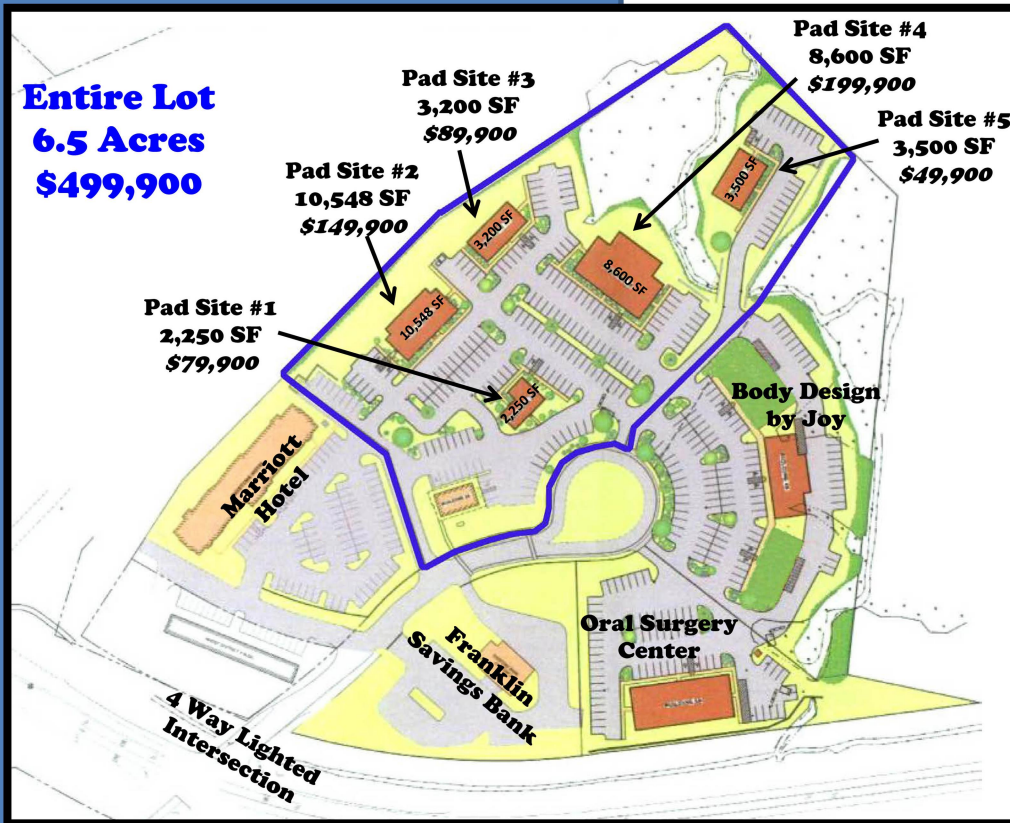 Entire Lot
6.5 Acres
$499,900
Pad Site #4
8,600 SF
$199,900
Pad Site #3
3,200 SF
$89,900
Pad Site #5
3,500 SF
$49,900
Pad Site #2
10,548 SF
$149,900
Pad Site #1
2,250 SF
$79,900
3,500 SF
3,200 SF
8,600 SF
10,548 SF
2,250 SF
Body Design
by Joy
Marriott
Hotel
Oral Surgery
Center
Franklin
Savings Bank
4 Way Lighted
Intersection